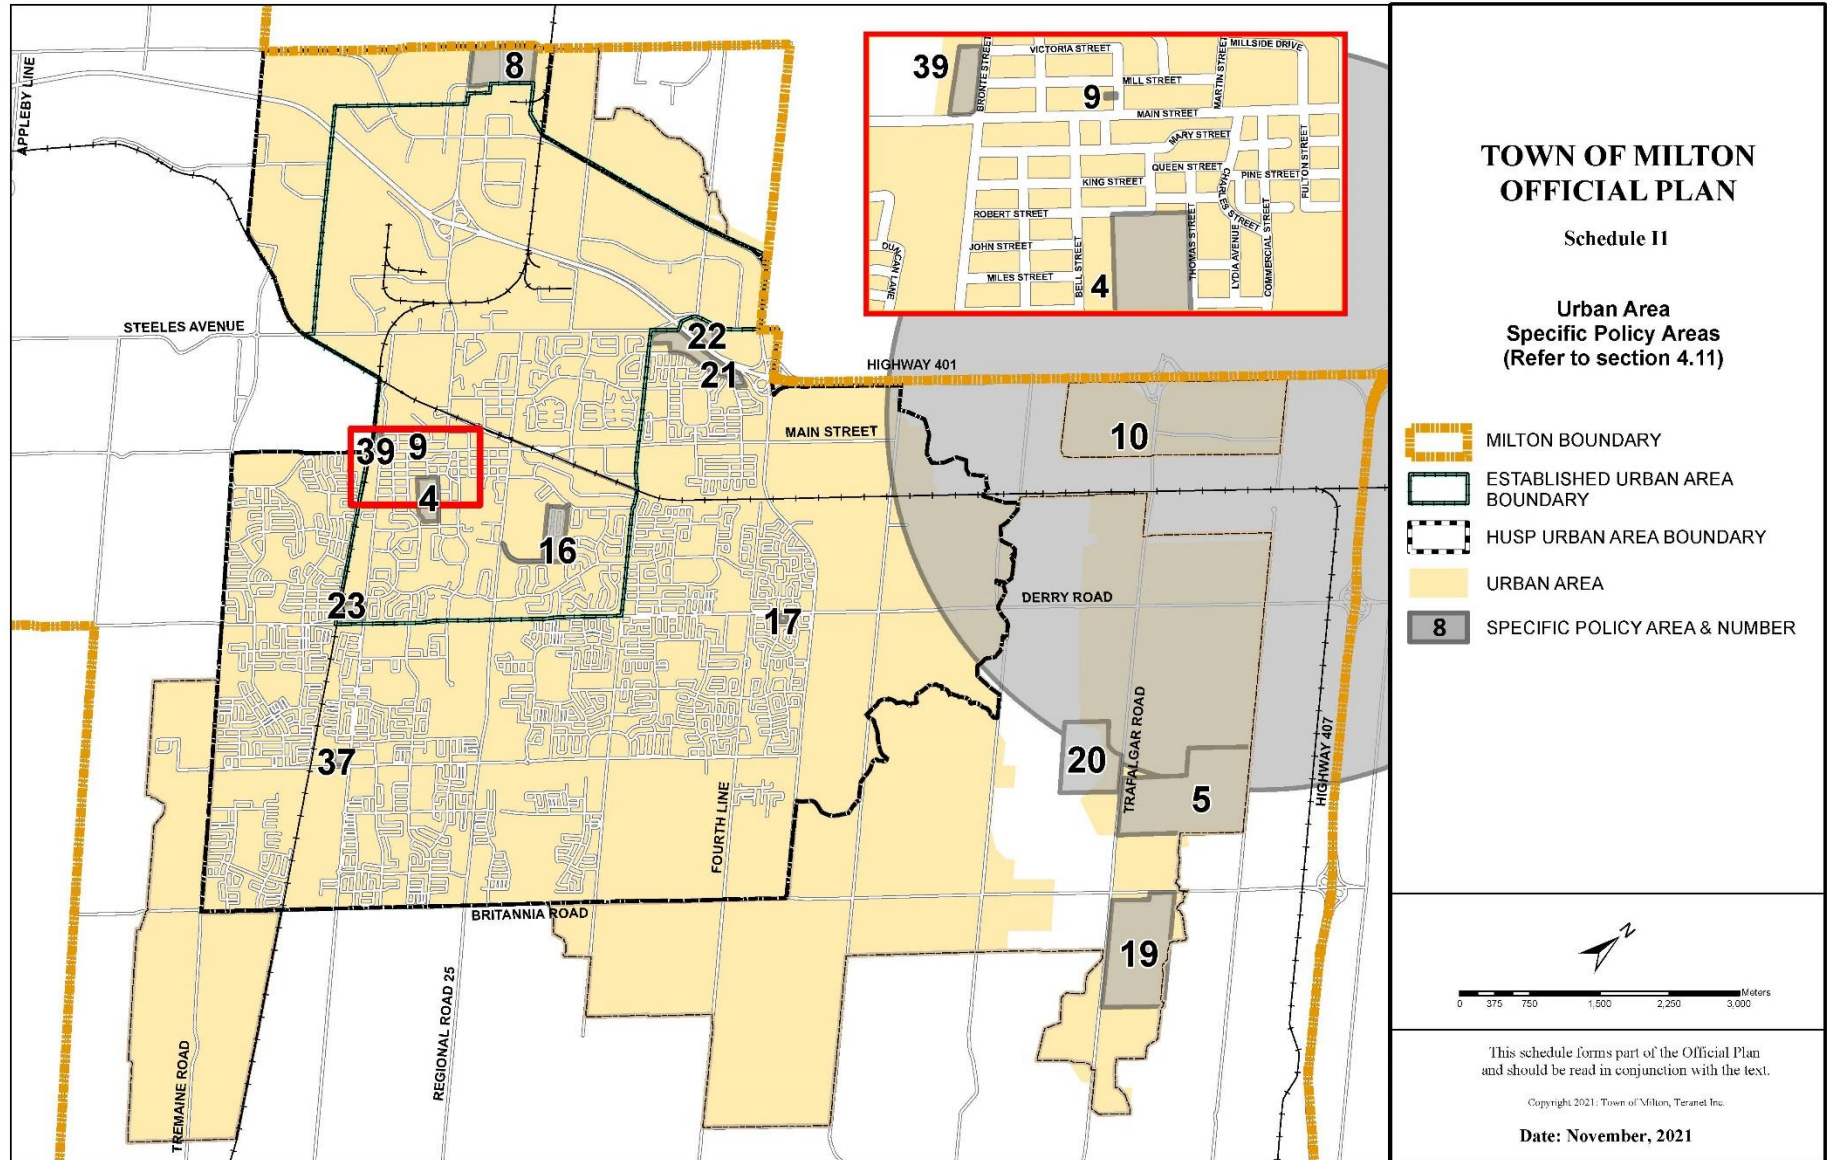 TOWN OF MILTON
OFFICIAL PLAN
Schedule I1
Urban Area
Specific Policy Areas
(Refer to section 4.11)
MILTON BOUNDARY
ESTABLISHED URBAN AREA
BOUNDARY
HUSP URBAN AREA BOUNDARY
URBAN AREA
8
SPECIFIC POLICY AREA & NUMBER
N
Meters
0 375 750 1,500 2,250 3,000
This schedule forms part of the Official Plan
and should be read in conjunction with the text.
Copyright 2021: Town of Milton, Teranet Inc.
Date: November, 2021
APPLEBY LINE
8
STEELES AVENUE
22
21
HIGHWAY 401
MAIN STREET
10
39
9
4
16
23
17
DERRY ROAD
37
20
5
TRAFALGAR ROAD
HIGHWAY 407
FOURTH LINE
BRITANNIA ROAD
19
REGIONAL ROAD 25
TREMAINE ROAD
39
BRONTE STREET
VICTORIA STREET
MARTIN STREET
MILLSIDE DRIVE
MILL STREET
9
MAIN STREET
MARY STREET
FULTON STREET
QUEEN STREET
PINE STREET
KING STREET
CHARLES STREET
ROBERT STREET
JOHN STREET
DUNCAN LANE
MILES STREET
BELL STREET
4
THOMAS STREET
LYDIA AVENUE
COMMERCIAL STREET